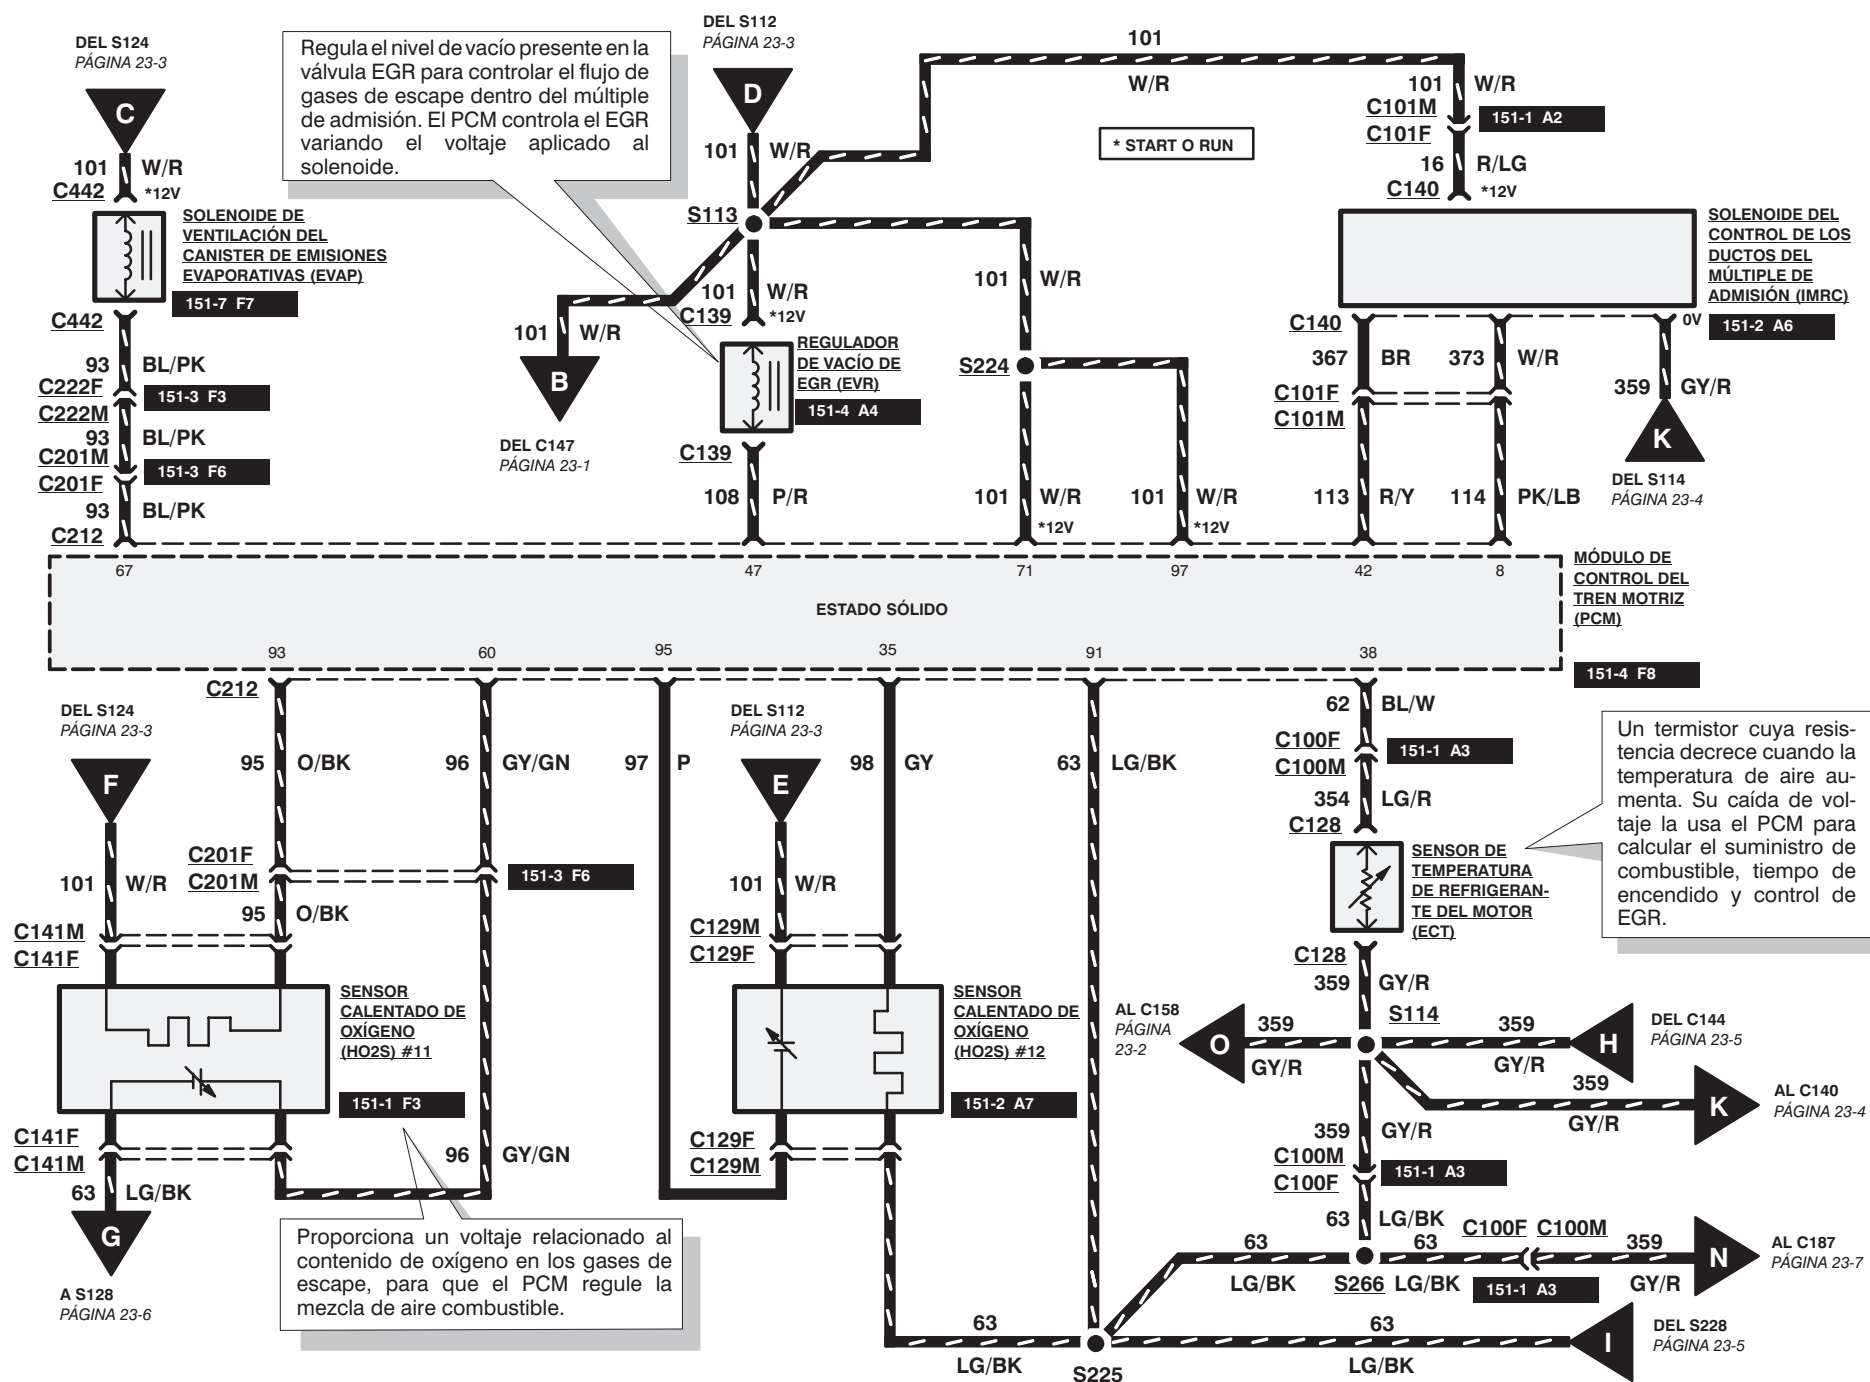 DEL S124
PÁGINA 23-3
C
101 W/R
C442 *12V
SOLENOIDE DE
VENTILACIÓN DEL
CANISTER DE EMISIONES
EVAPORATIVAS (EVAP)
151-7 F7
C442
93 BL/PK
C222F
151-3 F3
C222M
93 BL/PK
C201M
151-3 F6
C201F
93 BL/PK
C212
Regula el nivel de vacío presente en la
válvula EGR para controlar el flujo de
gases de escape dentro del múltiple
de admisión. El PCM controla el EGR
variando el voltaje aplicado al
solenoide.
DEL S112
PÁGINA 23-3
D
101 W/R
S113
101 W/R
B
DEL C147
PÁGINA 23-1
101 W/R
C139 *12V
REGULADOR
DE VACÍO DE
EGR (EVR)
151-4 A4
C139
108 P/R
101
W/R
* START O RUN
101 W/R
S224
101 W/R
*12V
101 W/R
*12V
101 W/R
C101M
151-1 A2
C101F
16 R/LG
C140 *12V
SOLENOIDE DEL
CONTROL DE LOS
DUCTOS DEL
MÚLTIPLE DE
ADMISIÓN (IMRC)
0V
151-2 A6
C140
367 BR
373 W/R
359 GY/R
C101F
C101M
K
DEL S114
PÁGINA 23-4
113 R/Y
114 PK/LB
67 47 71 97 42 8
ESTADO SÓLIDO
93 60 95 35 91 38
MÓDULO DE
CONTROL DEL
TREN MOTRIZ
(PCM)
151-4 F8
C212
DEL S124
PÁGINA 23-3
F
95 O/BK
96 GY/GN
97 P
DEL S112
PÁGINA 23-3
E
98 GY
63 LG/BK
62 BL/W
C100F
151-1 A3
C100M
354 LG/R
C128
Un termistor cuya resis-
tencia decrece cuando la
temperatura de aire au-
menta. Su caída de vol-
taje la usa el PCM para
calcular el suministro de
combustible, tiempo de
encendido y control de
EGR.
SENSOR DE
TEMPERATURA
DE REFRIGERAN-
TE DEL MOTOR
(ECT)
C128
359 GY/R
101 W/R
C201F
C201M
151-3 F6
95 O/BK
C141M
C141F
SENSOR
CALENTADO DE
OXÍGENO
(HO2S) #11
151-1 F3
C141F
C141M
63 LG/BK
G
A S128
PÁGINA 23-6
96 GY/GN
Proporciona un voltaje relacionado al
contenido de oxígeno en los gases de
escape, para que el PCM regule la
mezcla de aire combustible.
101 W/R
C129M
C129F
SENSOR
CALENTADO DE
OXÍGENO
(HO2S) #12
151-2 A7
C129F
C129M
AL C158
PÁGINA
23-2
O
359
GY/R
S114
359
GY/R
H
DEL C144
PÁGINA 23-5
359
GY/R
K
AL C140
PÁGINA 23-4
359 GY/R
C100M
151-1 A3
C100F
63 LG/BK
63
LG/BK
S266
63
LG/BK
C100F C100M
151-1 A3
359
GY/R
N
AL C187
PÁGINA 23-7
63
LG/BK
S225
63
LG/BK
I
DEL S228
PÁGINA 23-5